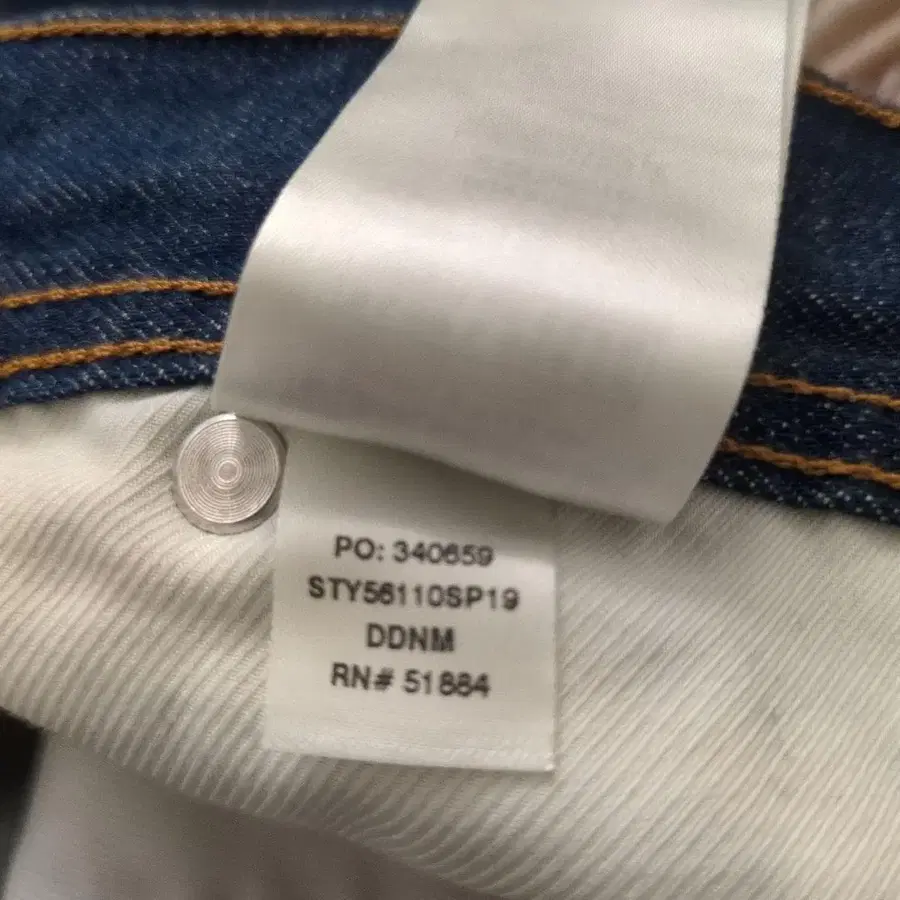 PO: 340659
STY56110SP19
DDNM
RN# 51884